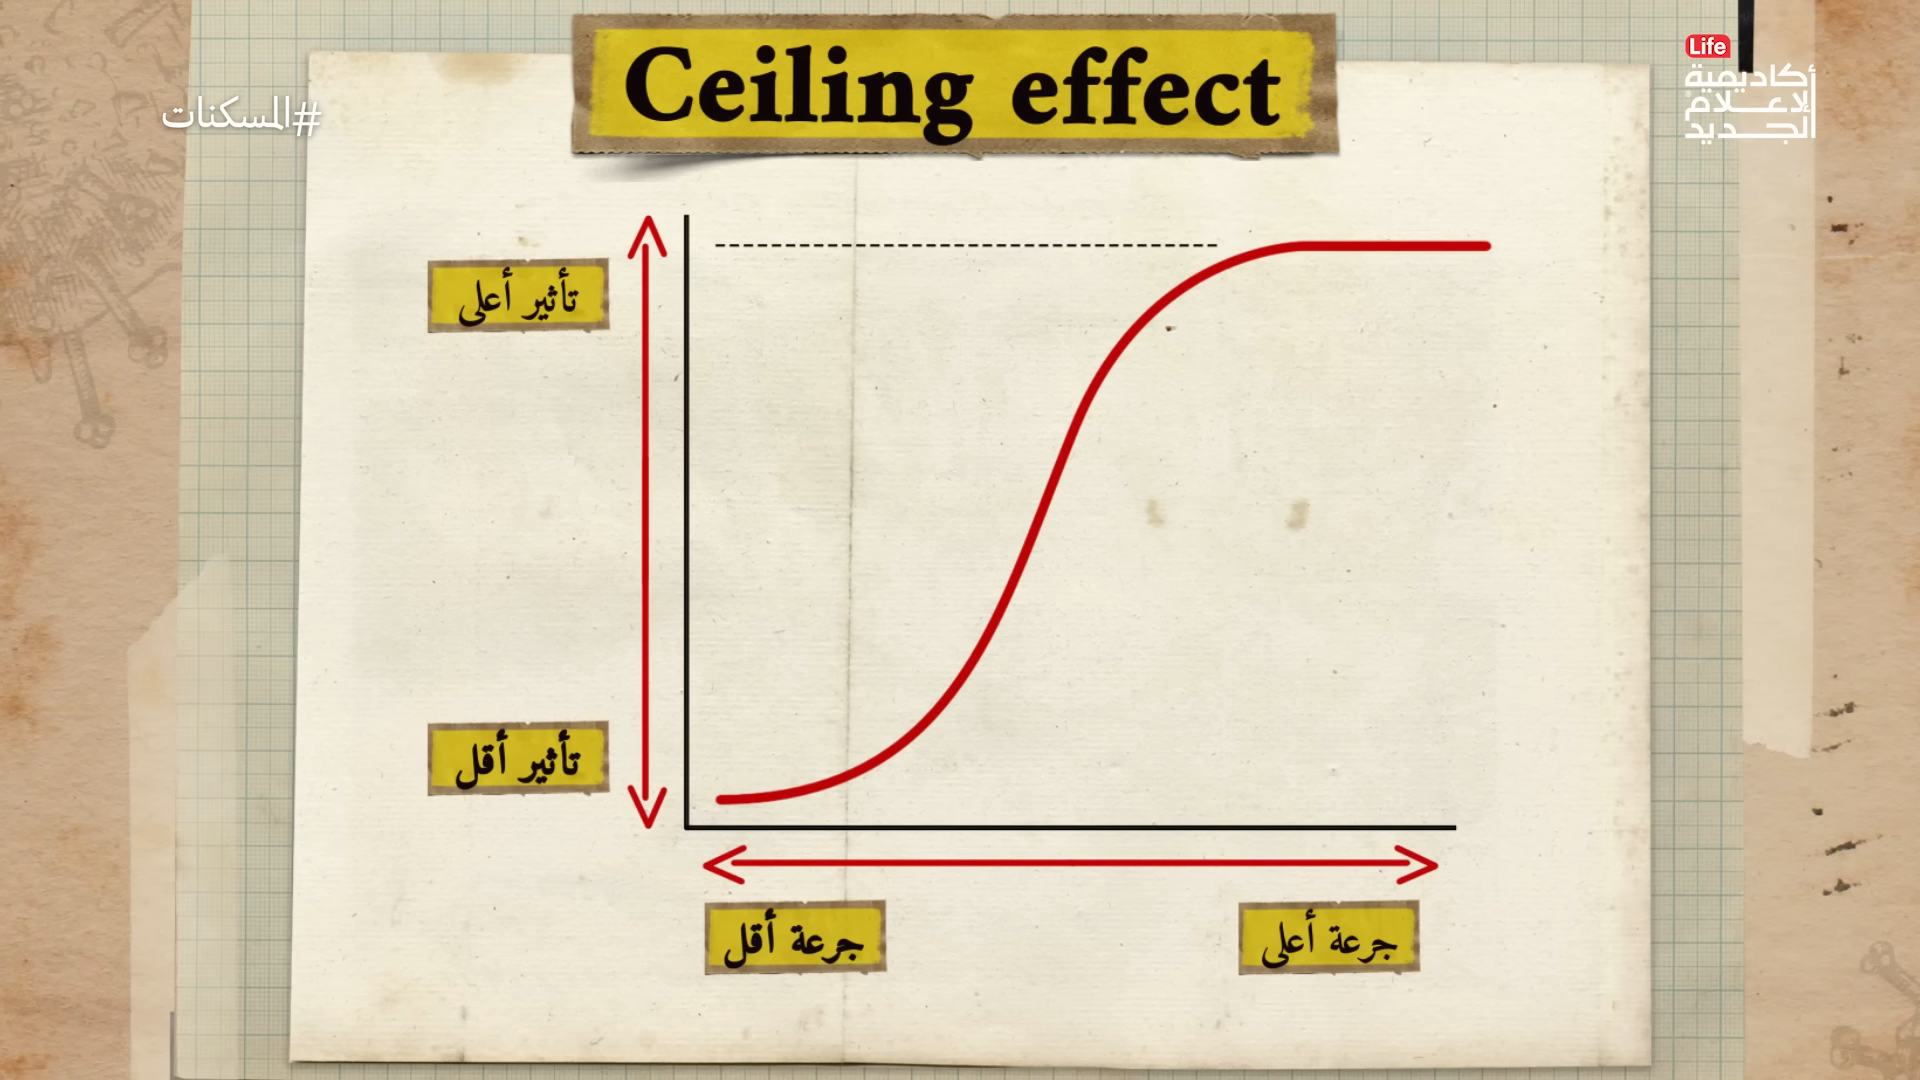 Ceiling effect
#المسكنات
Life
أكاديمية
الإعلام
الجديد
تأثير أعلى
تأثير أقل
جرعة أقل
جرعة أعلى